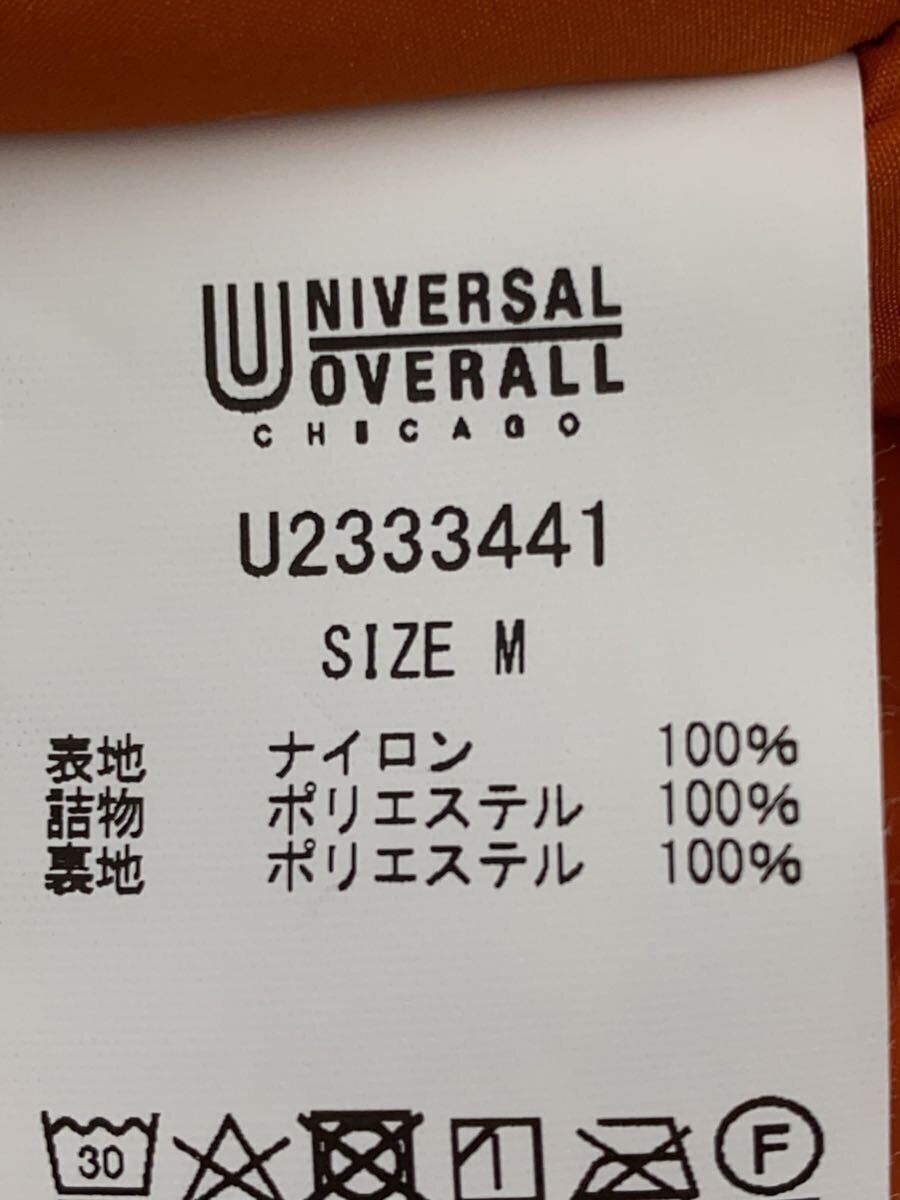 UNIVERSAL
OVERALL
CHICAGO
U2333441
SIZE M
表地 ナイロン 100%
詰物 ポリエステル 100%
裏地 ポリエステル 100%
30 F